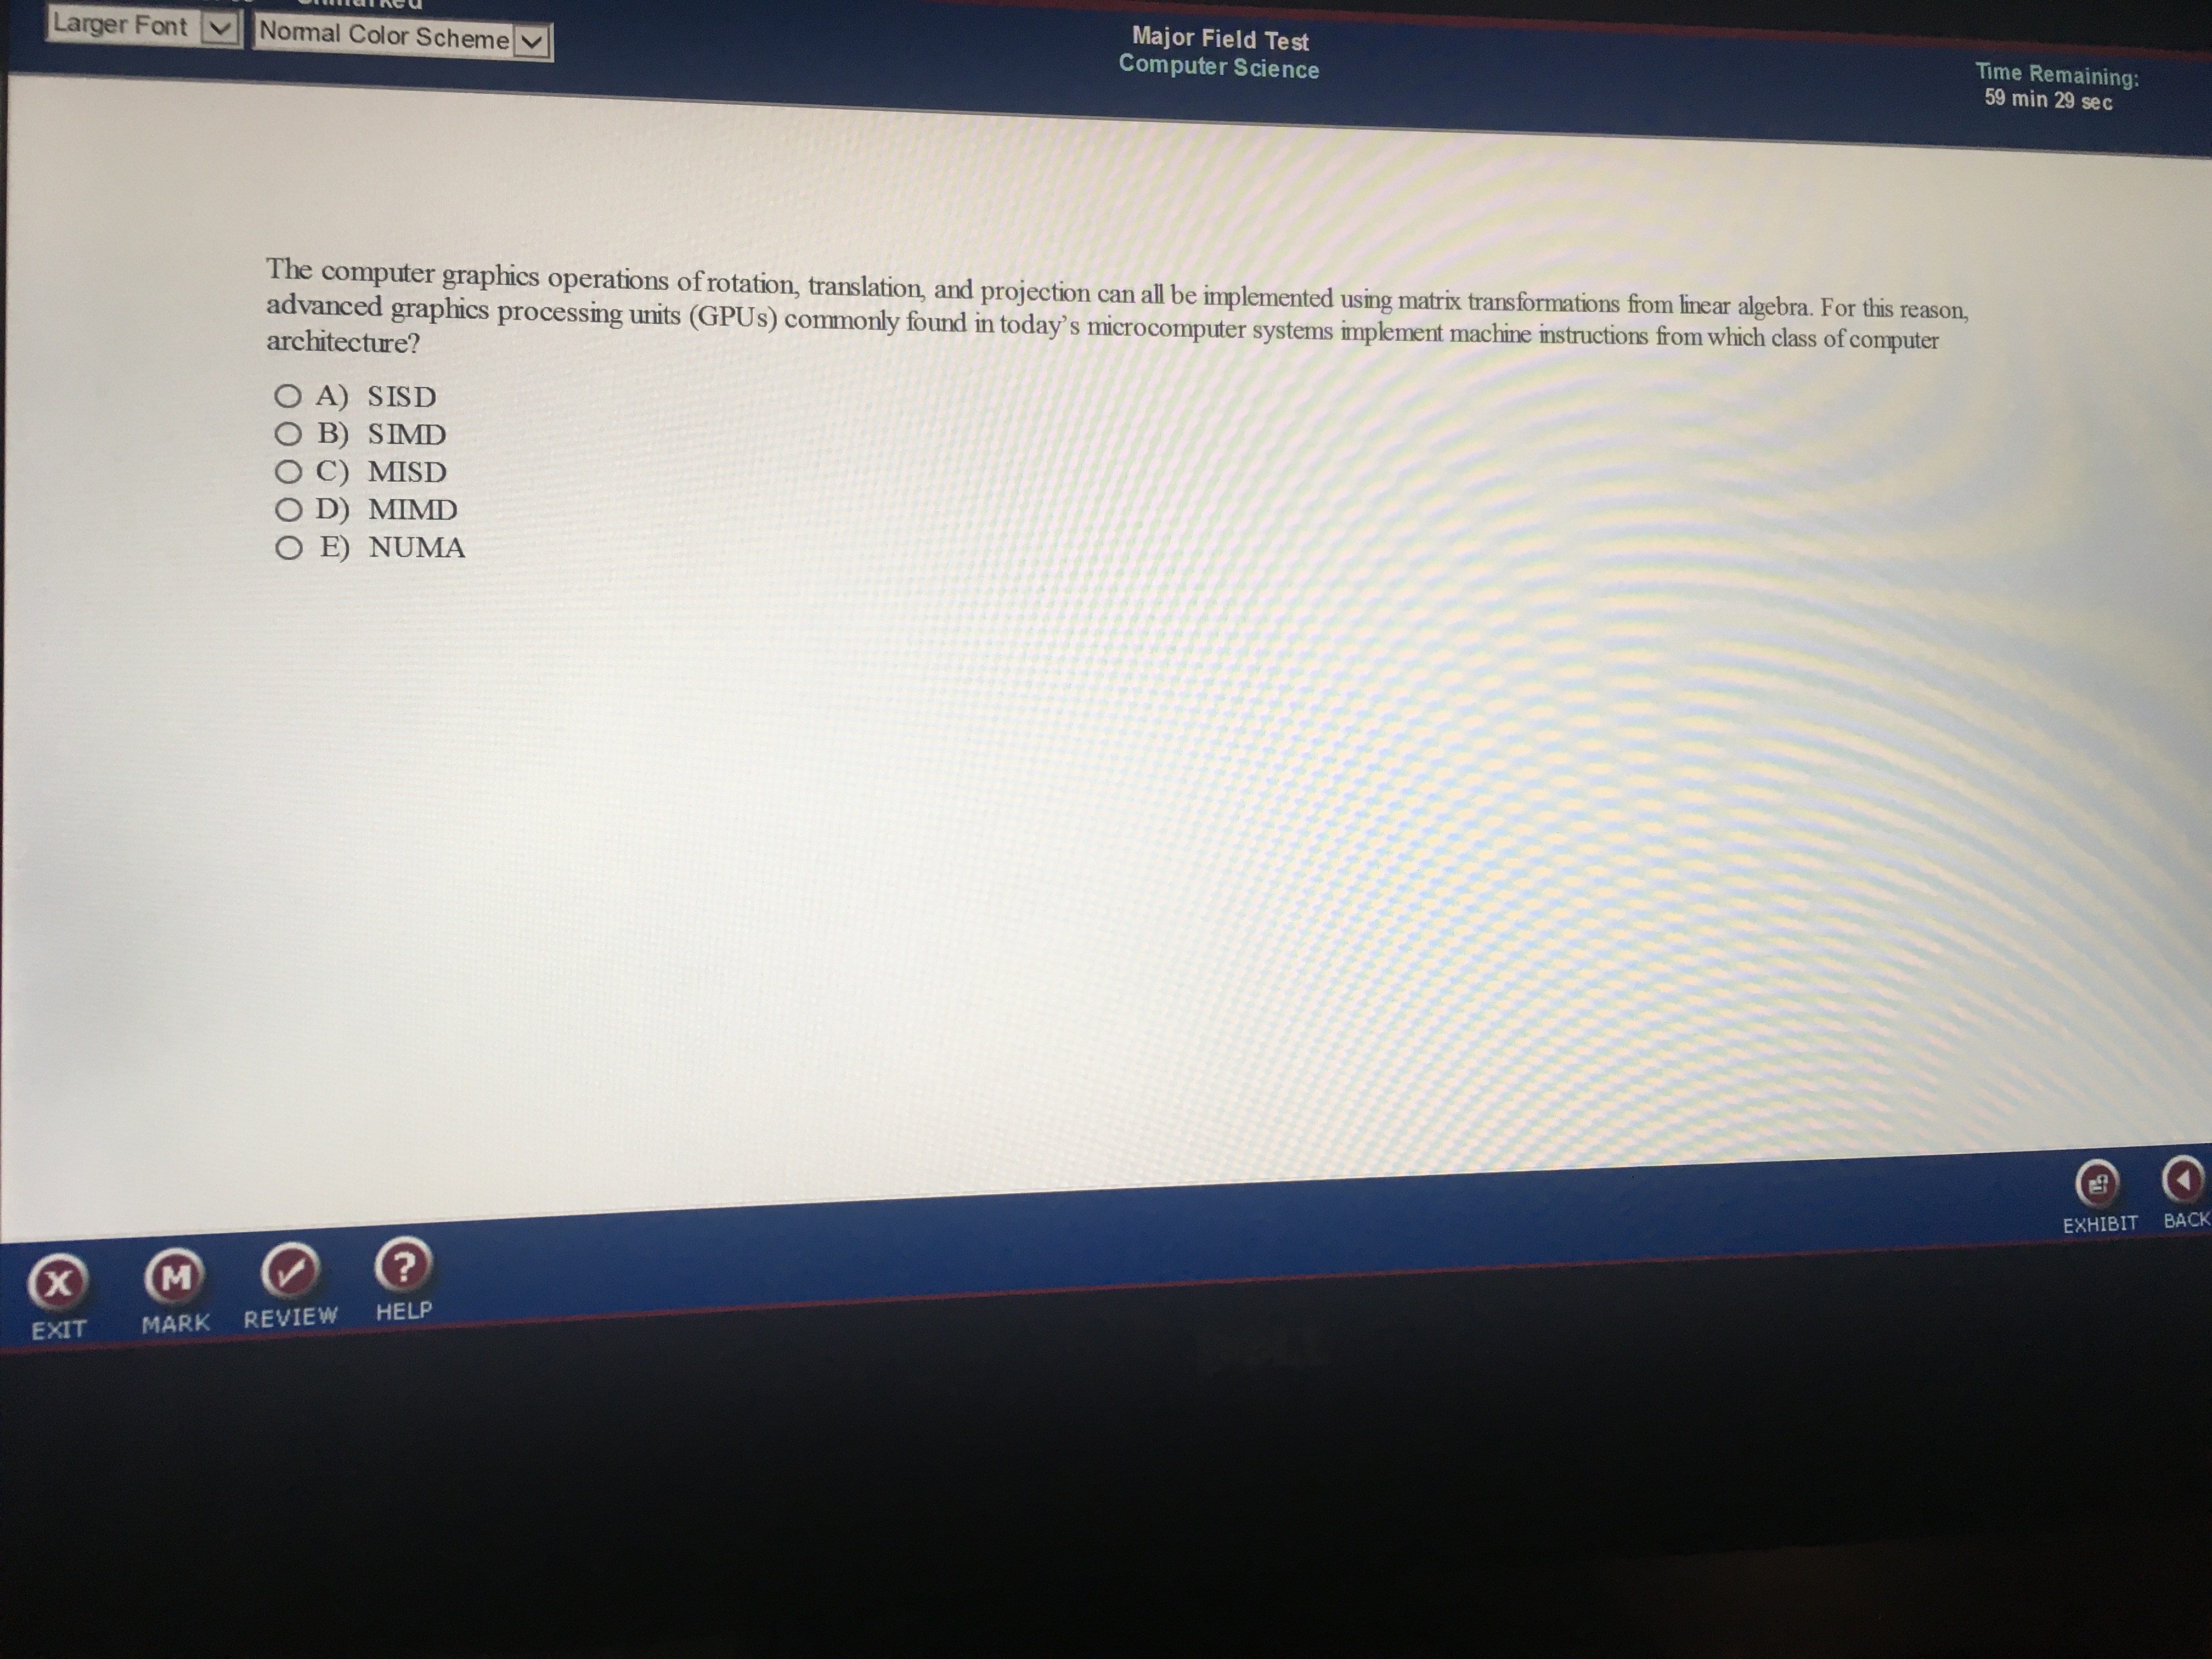 Larger Font
Normal Color Scheme
Major Field Test
Computer Science
Time Remaining:
59 min 29 sec
The computer graphics operations of rotation, translation, and projection can all be implemented using matrix transformations from linear algebra. For this reason,
advanced graphics processing units (GPUs) commonly found in today's microcomputer systems implement machine instructions from which class of computer
architecture?
A) SISD
B) SIMD
C) MISD
D) MIMD
E) NUMA
EXHIBIT
BACK
X
M
?
EXIT
MARK
REVIEW
HELP